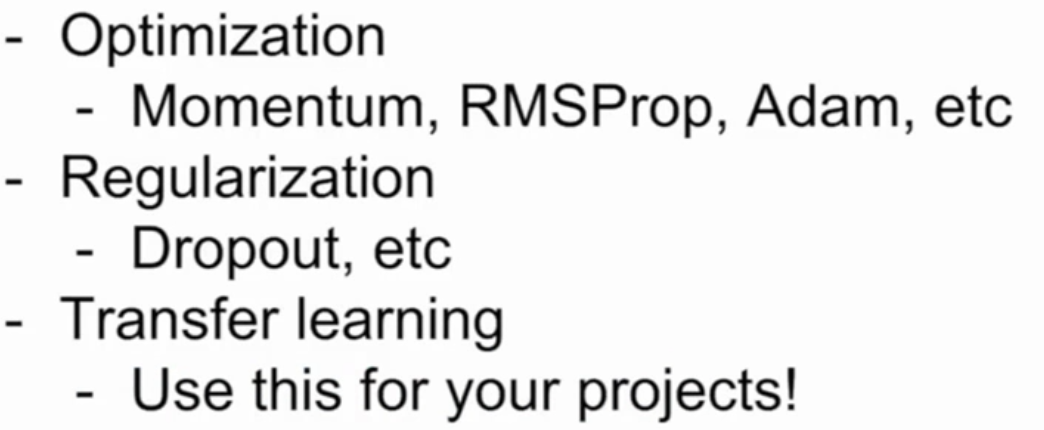 - Optimization
- Momentum, RMSProp, Adam, etc
- Regularization
- Dropout, etc
- Transfer learning
- Use this for your projects!